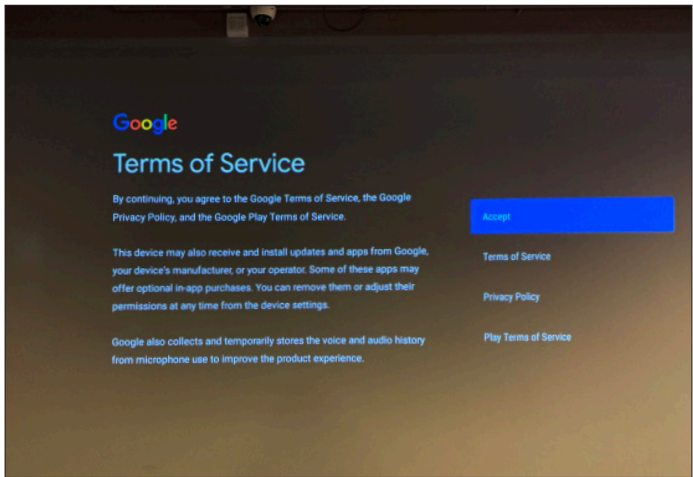 Google
Terms of Service
By continuing, you agree to the Google Terms of Service, the Google
Privacy Policy, and the Google Play Terms of Service.
This device may also receive and install updates and apps from Google,
your device's manufacturer, or your operator. Some of these apps may
offer optional in-app purchases. You can remove them or adjust their
permissions at any time from the device settings.
Google also collects and temporarily stores the voice and audio history
from microphone use to improve the product experience.
Accept
Terms of Service
Privacy Policy
Play Terms of Service